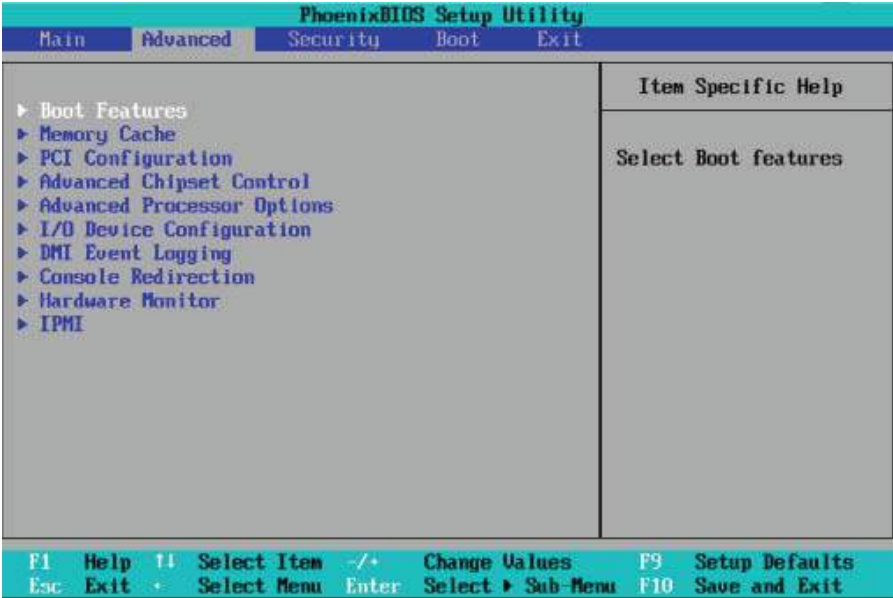 PhoenixBIOS Setup Utility
Main Advanced Security Boot Exit
Item Specific Help
▶ Boot Features
▶ Memory Cache
▶ PCI Configuration
Select Boot features
▶ Advanced Chipset Control
▶ Advanced Processor Options
▶ I/O Device Configuration
▶ DMI Event Logging
▶ Console Redirection
▶ Hardware Monitor
▶ IPMI
F1 Help ↑↓ Select Item -/+ Change Values F9 Setup Defaults
Esc Exit Select Menu Enter Select ▶ Sub-Menu F10 Save and Exit